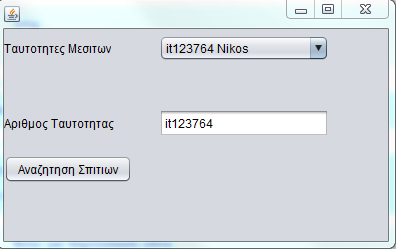 Ταυτοτητες Μεσιτων
it123764 Nikos
Αριθμος Ταυτοτητας
it123764
Αναζητηση Σπιτιων